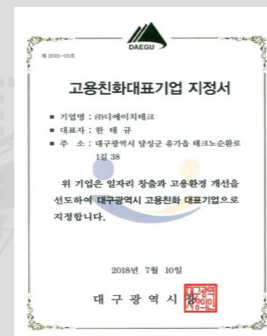 DAEGU
제 2018-03호
고용친화대표기업 지정서
■ 기업명 : ㈜디에이치테크
■ 대표자 : 한 태 규
■ 주 소 : 대구광역시 달성군 유가읍 테크노순환로
1길 38
위 기업은 일자리 창출과 고용환경 개선을
선도하여 대구광역시 고용친화 대표기업으로
지정합니다.
2018년 7월 10일
대 구 광 역 시 장